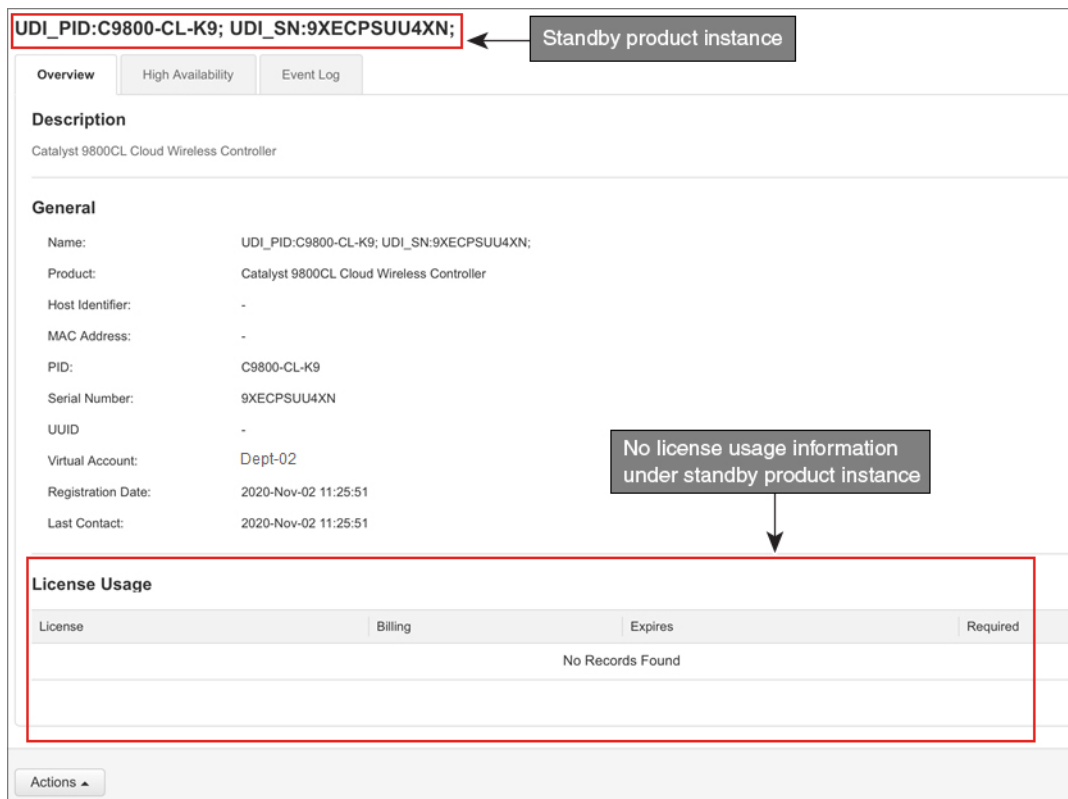 UDI_PID:C9800-CL-K9; UDI_SN:9XECPSUU4XN;
Standby product instance
Overview
High Availability
Event Log
Description
Catalyst 9800CL Cloud Wireless Controller
General
Name: UDI_PID:C9800-CL-K9; UDI_SN:9XECPSUU4XN;
Product: Catalyst 9800CL Cloud Wireless Controller
Host Identifier: -
MAC Address: -
PID: C9800-CL-K9
Serial Number: 9XECPSUU4XN
UUID -
Virtual Account: Dept-02
Registration Date: 2020-Nov-02 11:25:51
Last Contact: 2020-Nov-02 11:25:51
No license usage information
under standby product instance
License Usage
License Billing Expires Required
No Records Found
Actions